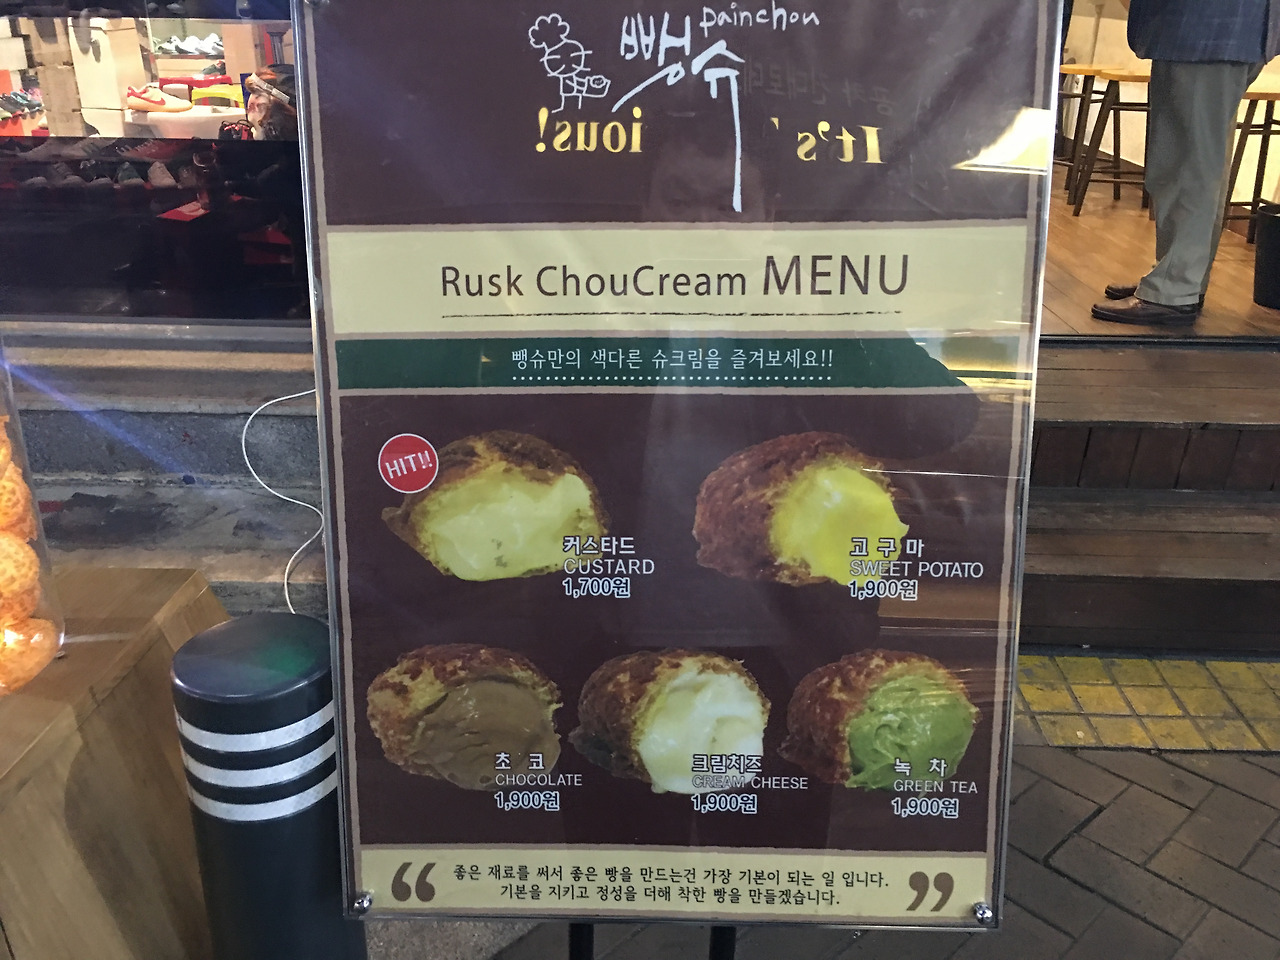 painchou
뺑슈
It's
ious!
Rusk ChouCream MENU
뺑슈만의 색다른 슈크림을 즐겨보세요!!
HIT!!
커스타드
CUSTARD
1,700원
고구마
SWEET POTATO
1,900원
초 코
CHOCOLATE
1,900원
크림치즈
CREAM CHEESE
1,900원
녹 차
GREEN TEA
1,900원
“ 좋은 재료를 써서 좋은 빵을 만드는건 가장 기본이 되는 일 입니다.
기본을 지키고 정성을 더해 착한 빵을 만들겠습니다. ”